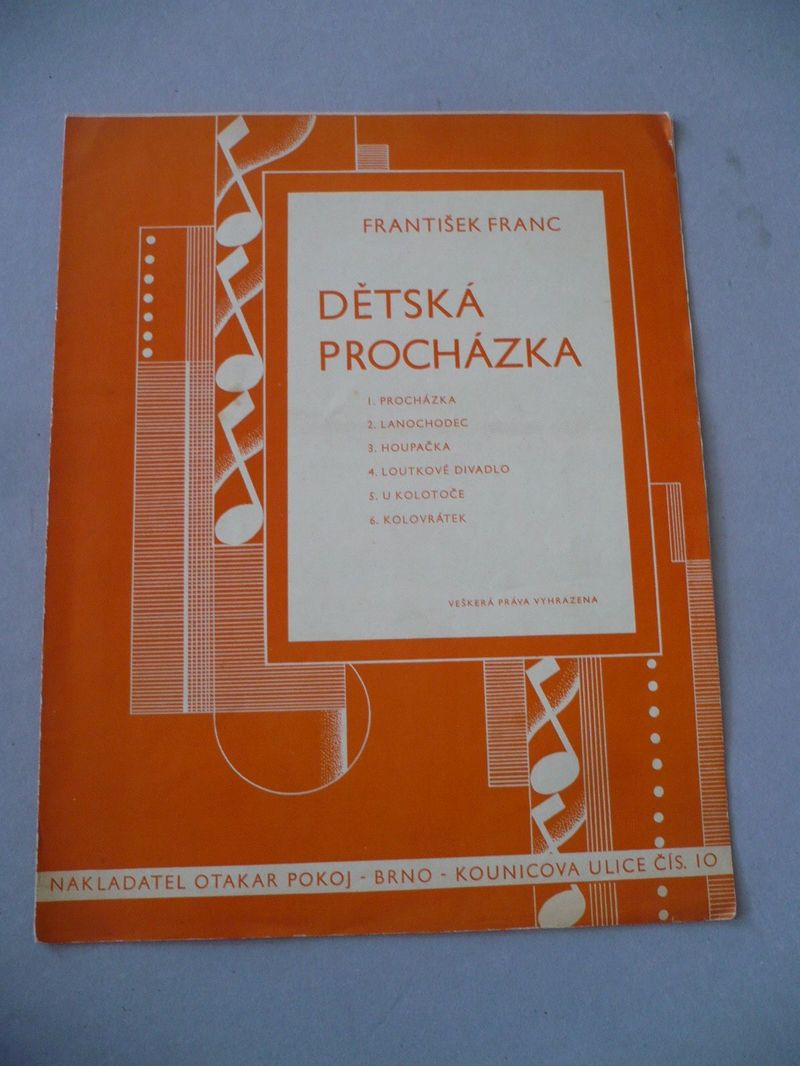 FRANTIŠEK FRANC
DĚTSKÁ
PROCHÁZKA
1. PROCHÁZKA
2. LANOCHODEC
3. HOUPAČKA
4. LOUTKOVÉ DIVADLO
5. U KOLOTOČE
6. KOLOVRÁTEK
VEŠKERÁ PRÁVA VYHRAZENA
NAKLADATEL OTAKAR POKOJ - BRNO - KOUNICOVA ULICE ČÍS. 10